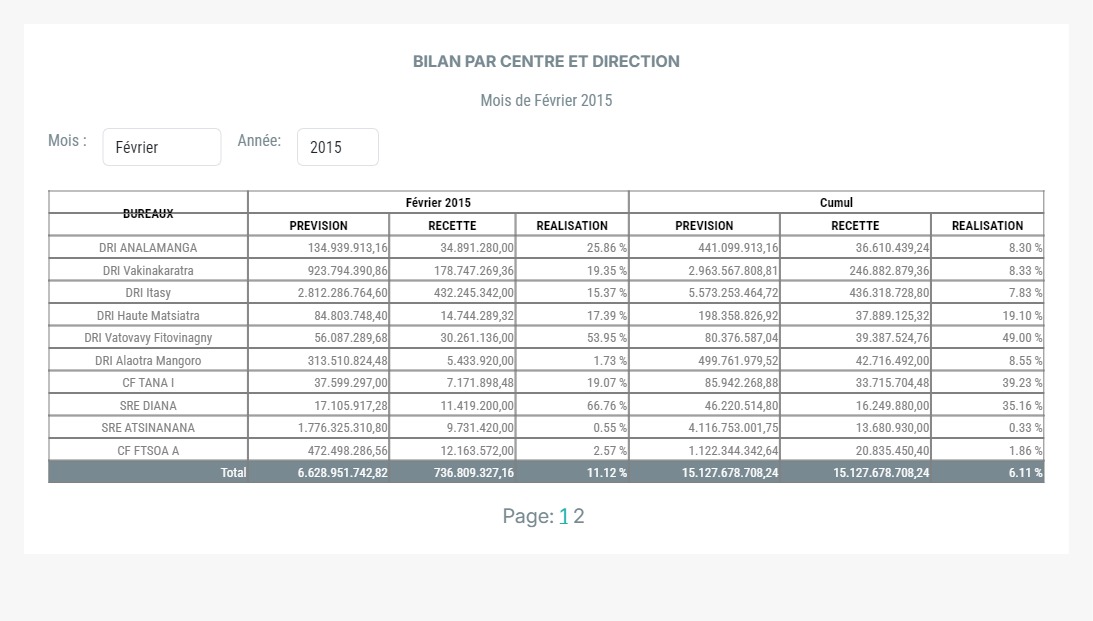 BILAN PAR CENTRE ET DIRECTION
Mois de Février 2015
Mois : Février Année: 2015
BUREAUX Février 2015 Cumul
PREVISION RECETTE REALISATION PREVISION RECETTE REALISATION
DRI ANALAMANGA 134.939.913,16 34.891.280,00 25.86 % 441.099.913,16 36.610.439,24 8.30 %
DRI Vakinakaratra 923.794.390,86 178.747.269,36 19.35 % 2.963.567.808,81 246.882.879,36 8.33 %
DRI Itasy 2.812.286.764,60 432.245.342,00 15.37 % 5.573.253.464,72 436.318.728,80 7.83 %
DRI Haute Matsiatra 84.803.748,40 14.744.289,32 17.39 % 198.358.826,92 37.889.125,32 19.10 %
DRI Vatovavy Fitovinagny 56.087.289,68 30.261.136,00 53.95 % 80.376.587,04 39.387.524,76 49.00 %
DRI Alaotra Mangoro 313.510.824,48 5.433.920,00 1.73 % 499.761.979,52 42.716.492,00 8.55 %
CF TANA I 37.599.297,00 7.171.898,48 19.07 % 85.942.268,88 33.715.704,48 39.23 %
SRE DIANA 17.105.917,28 11.419.200,00 66.76 % 46.220.514,80 16.249.880,00 35.16 %
SRE ATSINANANA 1.776.325.310,80 9.731.420,00 0.55 % 4.116.753.001,75 13.680.930,00 0.33 %
CF FTSOA A 472.498.286,56 12.163.572,00 2.57 % 1.122.344.342,64 20.835.450,40 1.86 %
Total 6.628.951.742,82 736.809.327,16 11.12 % 15.127.678.708,24 15.127.678.708,24 6.11 %
Page: 1 2